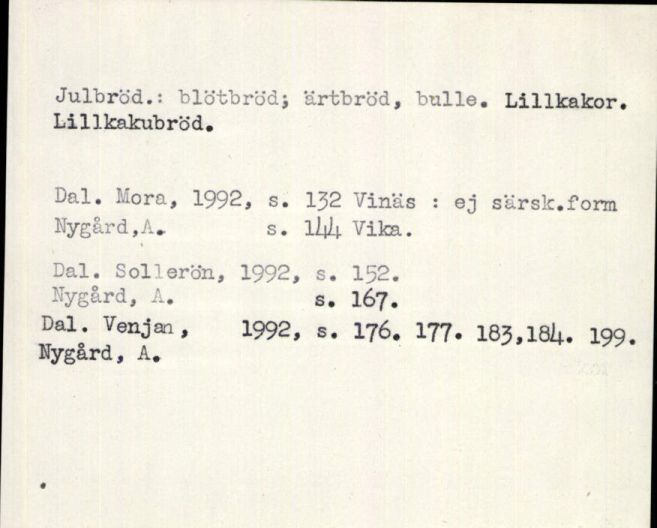 Julbröd.: blötbröd; ärtbröd, bulle. Lillkakor.
Lillkakubröd.
Dal. Mora, 1992, s. 132 Vinäs : ej särsk.form
Nygård,A. s. 144 Vika.
Dal. Sollerön, 1992, s. 152.
Nygård, A. s. 167.
Dal. Venjan, 1992, s. 176. 177. 183,184. 199.
Nygård, A.